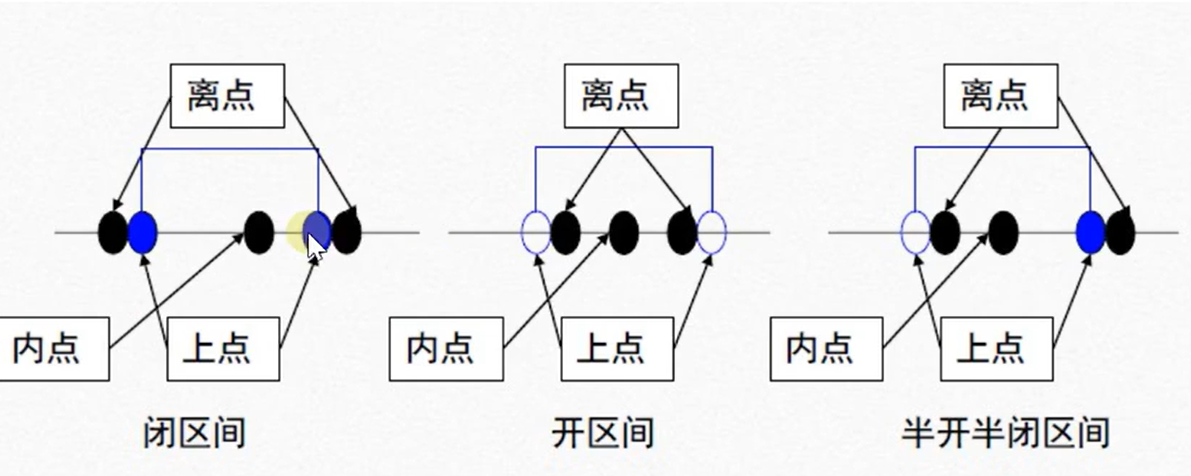 离点 离点 离点
内点 上点 内点 上点 内点 上点
闭区间 开区间 半开半闭区间